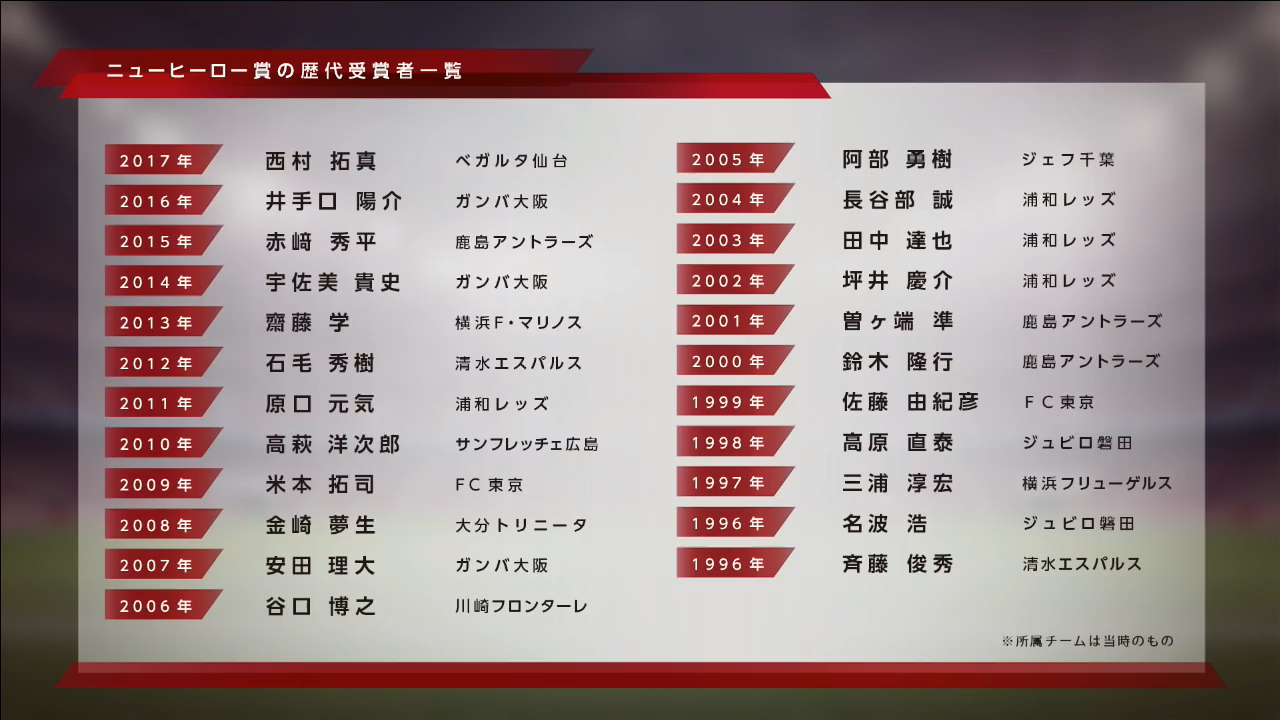 ニューヒーロー賞の歴代受賞者一覧
2017年 西村 拓真 ベガルタ仙台
2016年 井手口 陽介 ガンバ大阪
2015年 赤﨑 秀平 鹿島アントラーズ
2014年 宇佐美 貴史 ガンバ大阪
2013年 齋藤 学 横浜F・マリノス
2012年 石毛 秀樹 清水エスパルス
2011年 原口 元気 浦和レッズ
2010年 高萩 洋次郎 サンフレッチェ広島
2009年 米本 拓司 FC 東京
2008年 金崎 夢生 大分トリニータ
2007年 安田 理大 ガンバ大阪
2006年 谷口 博之 川崎フロンターレ
2005年 阿部 勇樹 ジェフ千葉
2004年 長谷部 誠 浦和レッズ
2003年 田中 達也 浦和レッズ
2002年 坪井 慶介 浦和レッズ
2001年 曽ヶ端 準 鹿島アントラーズ
2000年 鈴木 隆行 鹿島アントラーズ
1999年 佐藤 由紀彦 FC東京
1998年 高原 直泰 ジュビロ磐田
1997年 三浦 淳宏 横浜フリューゲルス
1996年 名波 浩 ジュビロ磐田
1996年 斉藤 俊秀 清水エスパルス
※所属チームは当時のもの